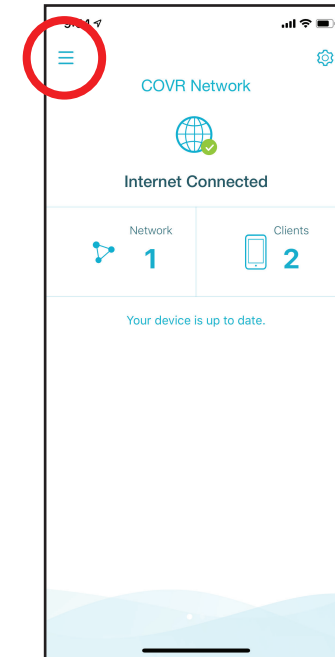 COVR Network
Internet Connected
Network
1
Clients
2
Your device is up to date.